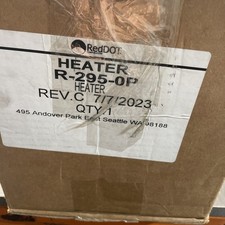 RedDOT
HEATER
R-295-0P
HEATER
REV.C 7/7/2023
QTY.1
495 Andover Park East Seattle WA 98188